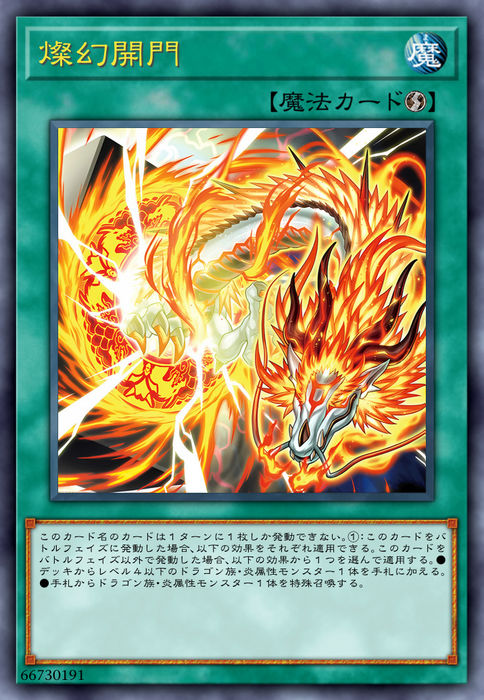 燦幻開門
魔
【魔法カード】
このカード名のカードは1ターンに1枚しか発動できない。①:このカードをバ
トルフェイズに発動した場合、以下の効果をそれぞれ適用できる。このカードを
バトルフェイズ以外で発動した場合、以下の効果から1つを選んで適用する。●
デッキからレベル4以下のドラゴン族・炎属性モンスター1体を手札に加える。
●手札からドラゴン族・炎属性モンスター1体を特殊召喚する。
66730191